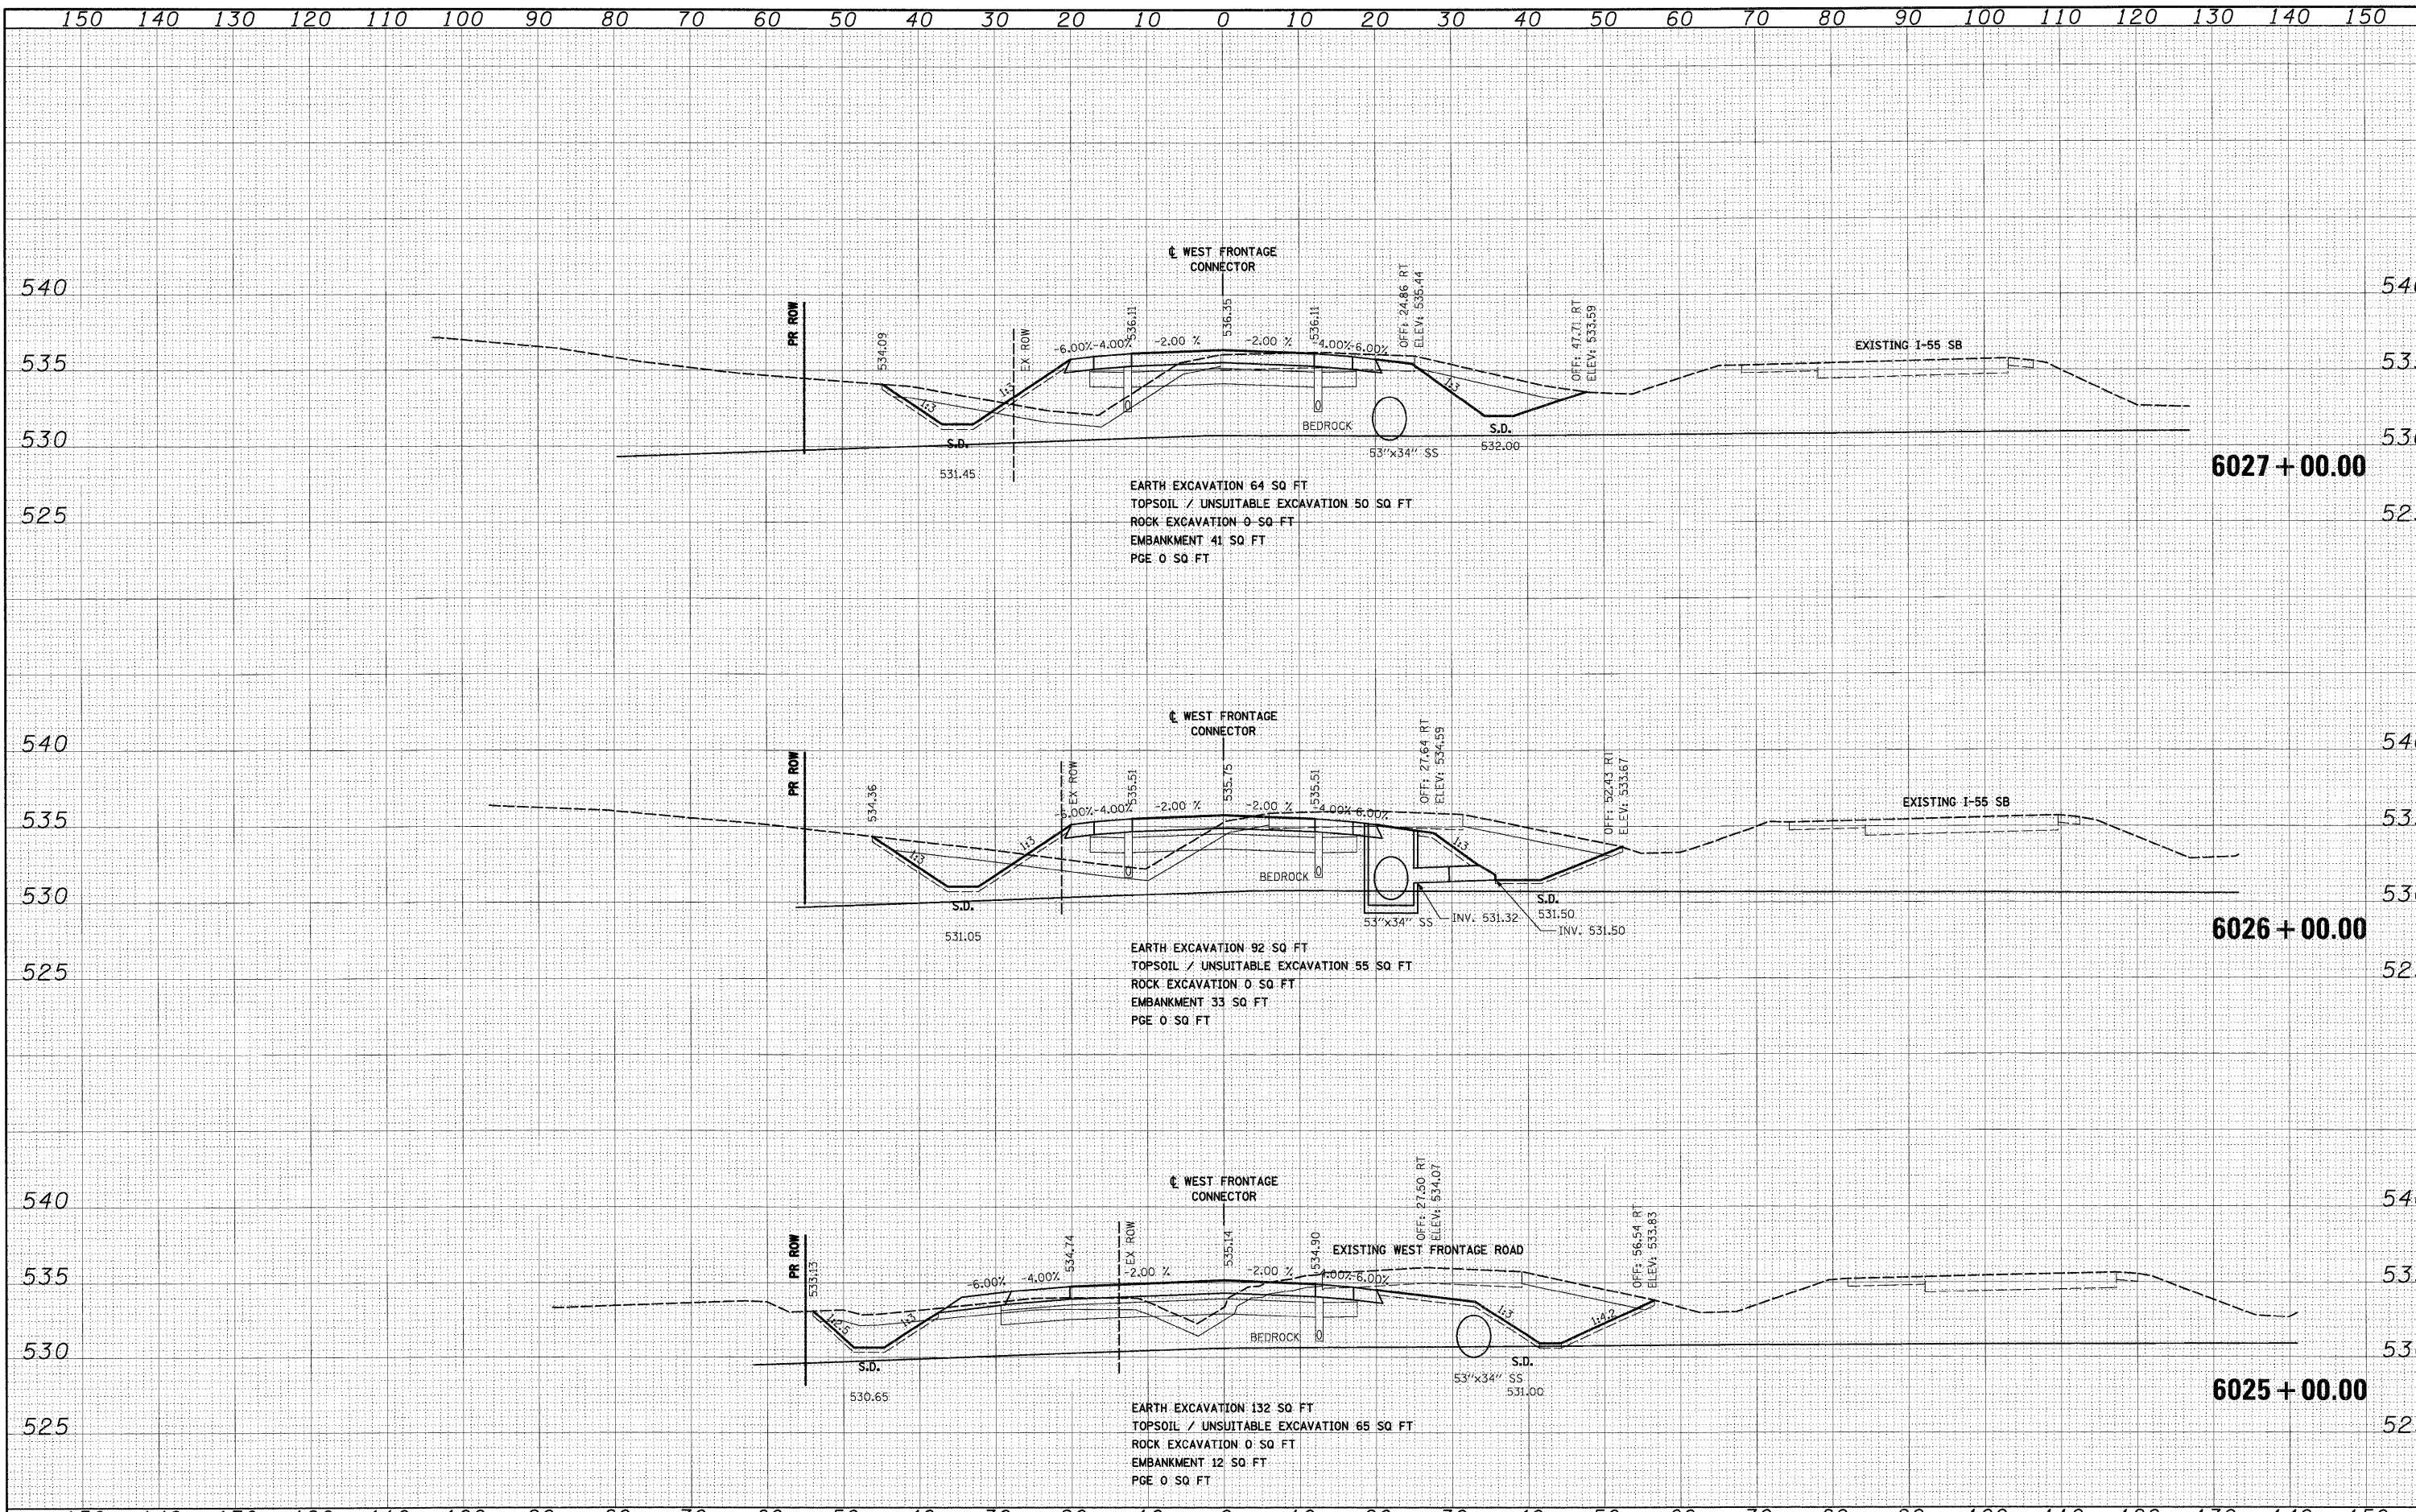 150 140 130 120 110 100 90 80 70 60 50 40 30 20 10 0 10 20 30 40 50 60 70 80 90 100 110 120 130 140 150
℄ WEST FRONTAGE
CONNECTOR
540
PR ROW
534.09
EX ROW
536.11
536.35
536.11
OFF: 24.86 RT
ELEV: 535.44
OFF: 47.71 RT
ELEV: 533.59
-6.00% -4.00% -2.00 % -2.00 % -4.00% -6.00%
EXISTING I-55 SB
535
1:3
1:3
1:3
530
BEDROCK
S.D.
531.45
53"x34" SS
S.D.
532.00
6027+00.00
EARTH EXCAVATION 64 SQ FT
TOPSOIL / UNSUITABLE EXCAVATION 50 SQ FT
525
ROCK EXCAVATION 0 SQ FT
EMBANKMENT 41 SQ FT
PGE 0 SQ FT
℄ WEST FRONTAGE
CONNECTOR
540
PR ROW
534.36
EX ROW
535.51
535.75
535.51
OFF: 27.64 RT
ELEV: 534.59
OFF: 52.43 RT
ELEV: 533.67
-6.00% -4.00% -2.00 % -2.00 % -4.00% -6.00%
EXISTING I-55 SB
535
1:3
1:3
1:3
530
BEDROCK
S.D.
531.05
53"x34" SS
INV. 531.32
S.D.
531.50
INV. 531.50
6026+00.00
EARTH EXCAVATION 92 SQ FT
TOPSOIL / UNSUITABLE EXCAVATION 55 SQ FT
525
ROCK EXCAVATION 0 SQ FT
EMBANKMENT 33 SQ FT
PGE 0 SQ FT
℄ WEST FRONTAGE
CONNECTOR
540
PR ROW
533.13
534.74
EX ROW
535.14
534.90
OFF: 27.50 RT
ELEV: 534.07
EXISTING WEST FRONTAGE ROAD
OFF: 56.54 RT
ELEV: 533.83
-6.00% -4.00% -2.00 % -2.00 % -4.00% -6.00%
535
1:2.5
1:3
1:3
1:4.2
530
BEDROCK
S.D.
530.65
53"x34" SS
S.D.
531.00
6025+00.00
EARTH EXCAVATION 132 SQ FT
TOPSOIL / UNSUITABLE EXCAVATION 65 SQ FT
525
ROCK EXCAVATION 0 SQ FT
EMBANKMENT 12 SQ FT
PGE 0 SQ FT